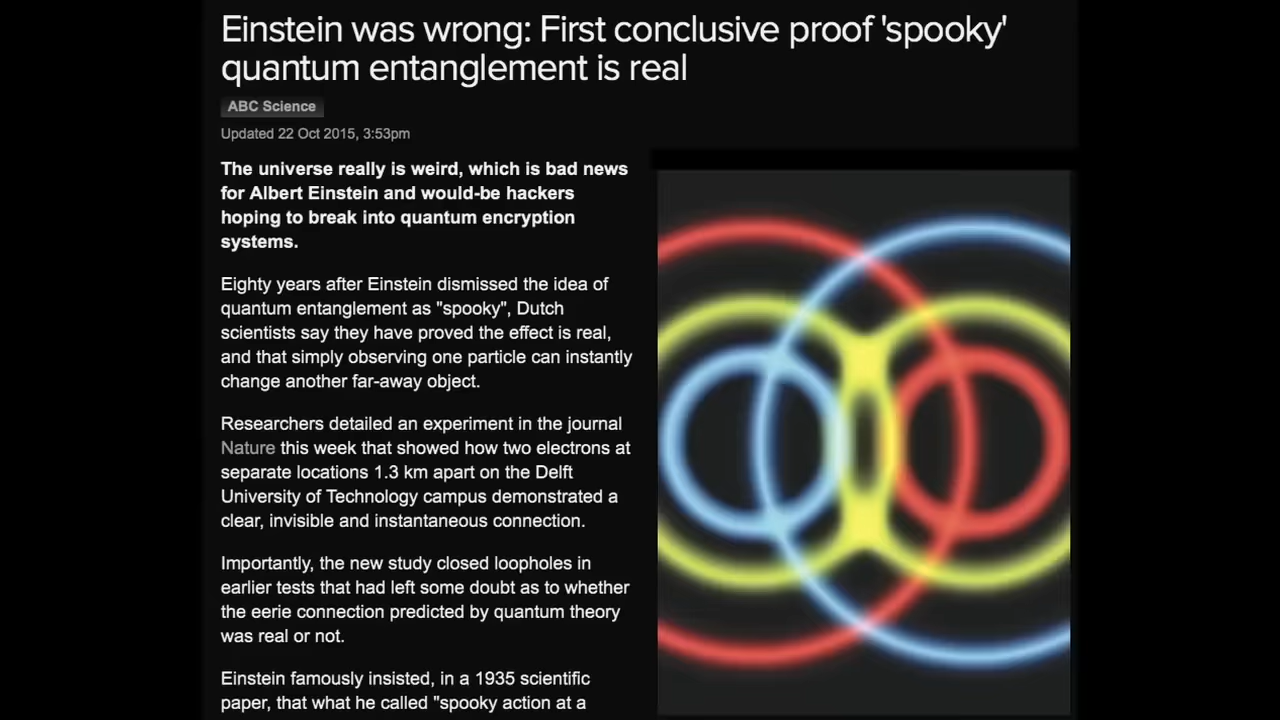 Einstein was wrong: First conclusive proof 'spooky'
quantum entanglement is real
ABC Science
Updated 22 Oct 2015, 3:53pm
The universe really is weird, which is bad news
for Albert Einstein and would-be hackers
hoping to break into quantum encryption
systems.
Eighty years after Einstein dismissed the idea of
quantum entanglement as "spooky", Dutch
scientists say they have proved the effect is real,
and that simply observing one particle can instantly
change another far-away object.
Researchers detailed an experiment in the journal
Nature this week that showed how two electrons at
separate locations 1.3 km apart on the Delft
University of Technology campus demonstrated a
clear, invisible and instantaneous connection.
Importantly, the new study closed loopholes in
earlier tests that had left some doubt as to whether
the eerie connection predicted by quantum theory
was real or not.
Einstein famously insisted, in a 1935 scientific
paper, that what he called "spooky action at a